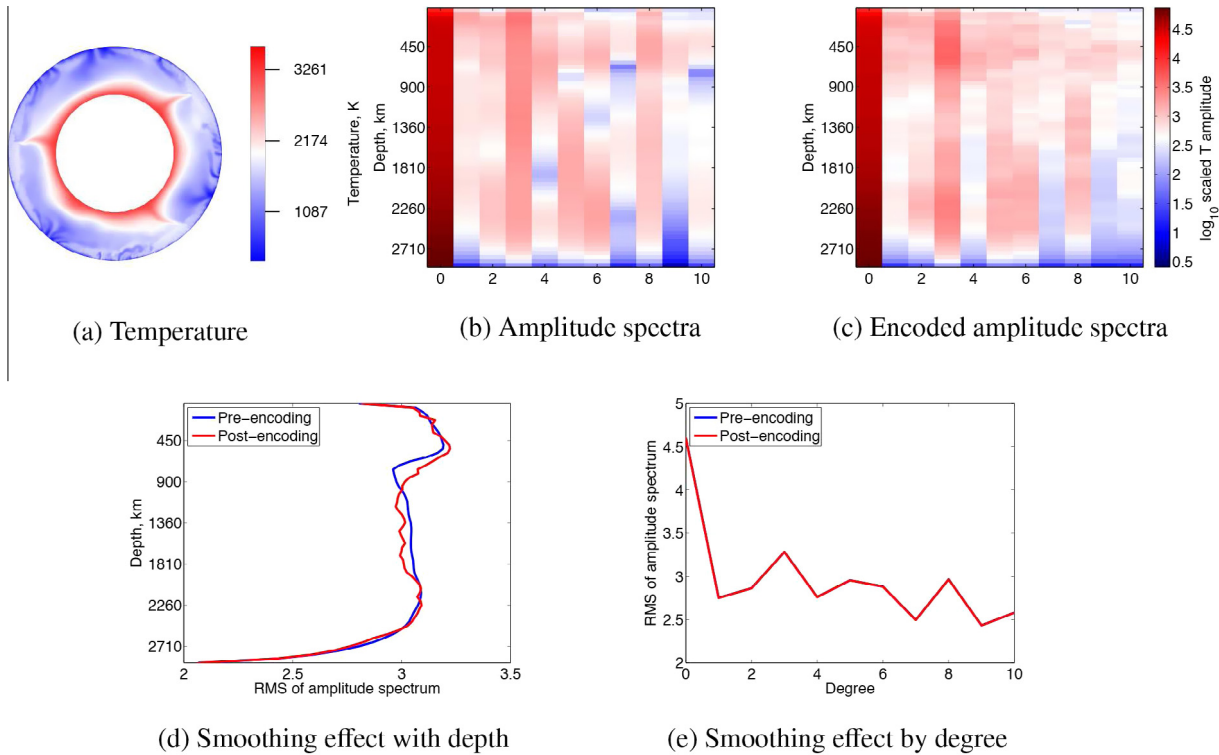 3261
2174
1087
Temperature, K
(a) Temperature
450
900
1360
1810
2260
2710
Depth, km
0 2 4 6 8 10
(b) Amplitude spectra
450
900
1360
1810
2260
2710
Depth, km
0 2 4 6 8 10
(c) Encoded amplitude spectra
4.5
4
3.5
3
2.5
2
1.5
1
0.5
log10 scaled T amplitude
Pre-encoding
Post-encoding
450
900
1360
1810
2260
2710
Depth, km
2 2.5 3 3.5
RMS of amplitude spectrum
(d) Smoothing effect with depth
Pre-encoding
Post-encoding
5
4.5
4
3.5
3
2.5
2
RMS of amplitude spectrum
0 2 4 6 8 10
Degree
(e) Smoothing effect by degree